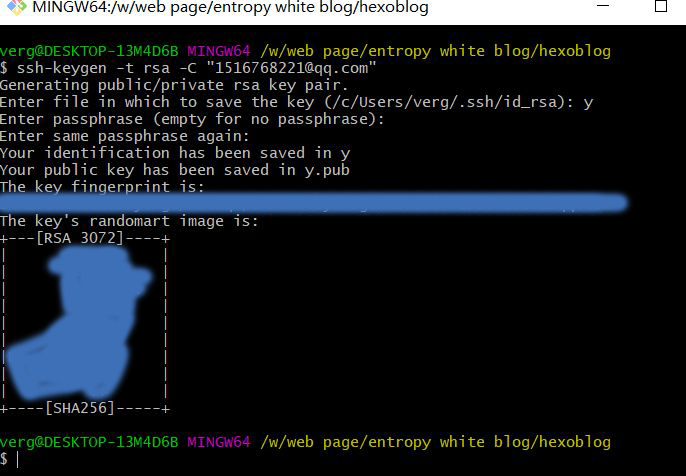 MINGW64:/w/web page/entropy white blog/hexoblog
verg@DESKTOP-13M4D6B MINGW64 /w/web page/entropy white blog/hexoblog
$ ssh-keygen -t rsa -C "1516768221@qq.com"
Generating public/private rsa key pair.
Enter file in which to save the key (/c/Users/verg/.ssh/id_rsa): y
Enter passphrase (empty for no passphrase):
Enter same passphrase again:
Your identification has been saved in y
Your public key has been saved in y.pub
The key fingerprint is:
The key's randomart image is:
+---[RSA 3072]----+
| |
| |
| |
| |
| |
| |
| |
| |
| |
+----[SHA256]-----+
verg@DESKTOP-13M4D6B MINGW64 /w/web page/entropy white blog/hexoblog
$